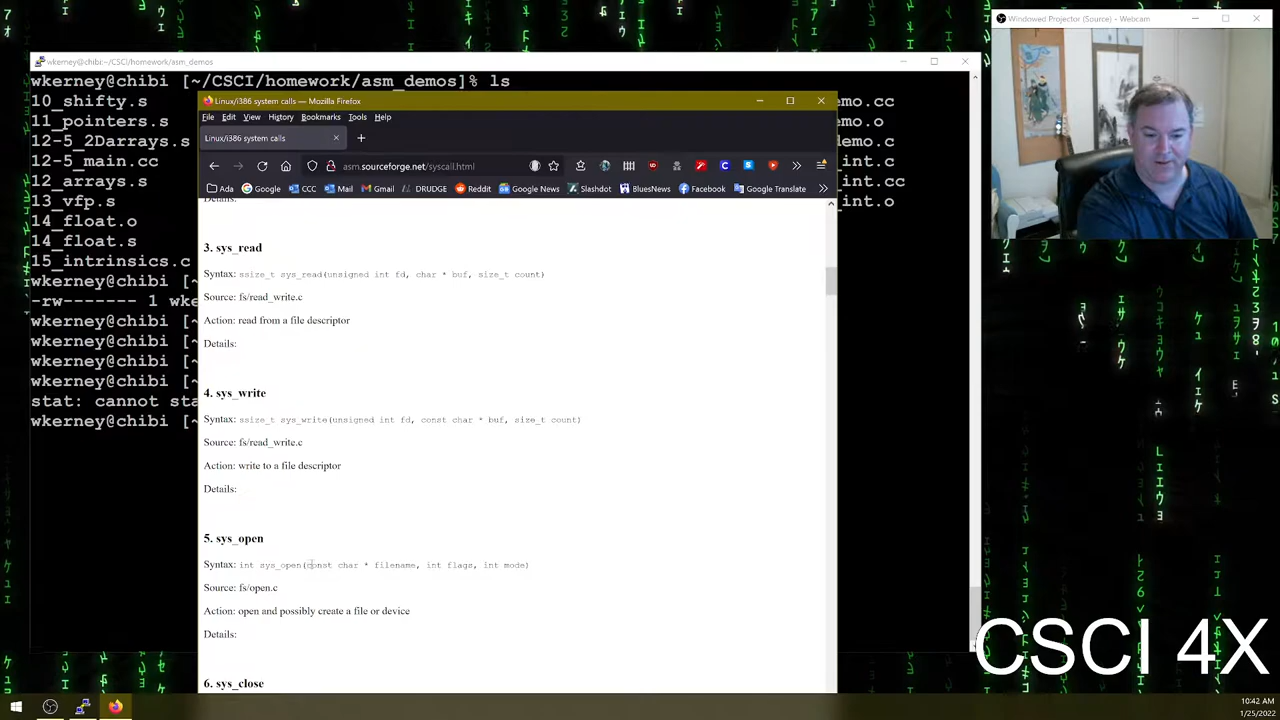 Windowed Projector (Source) - Webcam
wkerney@chibi:~/CSCI/homework/asm_demos
wkerney@chibi [~/CSCI/homework/asm_demos]% ls
10_shifty.s
11_pointers.s
12-5_2Darrays.s
12-5_main.cc
12_arrays.s
13_vfp.s
14_float.o
14_float.s
15_intrinsics.c
wkerney@chibi [~
-rw------- 1 wke
wkerney@chibi [~
wkerney@chibi [~
wkerney@chibi [~
wkerney@chibi [~
stat: cannot sta
wkerney@chibi [~
emo.cc
emo.o
demo.c
_int.c
_int.cc
_int.o
Linux/i386 system calls — Mozilla Firefox
File Edit View History Bookmarks Tools Help
Linux/i386 system calls
asm.sourceforge.net/syscall.html
Ada Google CCC Mail Gmail DRUDGE Reddit Google News Slashdot BluesNews Facebook Google Translate
Details:
3. sys_read
Syntax: ssize_t sys_read(unsigned int fd, char * buf, size_t count)
Source: fs/read_write.c
Action: read from a file descriptor
Details:
4. sys_write
Syntax: ssize_t sys_write(unsigned int fd, const char * buf, size_t count)
Source: fs/read_write.c
Action: write to a file descriptor
Details:
5. sys_open
Syntax: int sys_open(const char * filename, int flags, int mode)
Source: fs/open.c
Action: open and possibly create a file or device
Details:
6. sys_close
CSCI 4X
10:42 AM
1/25/2022